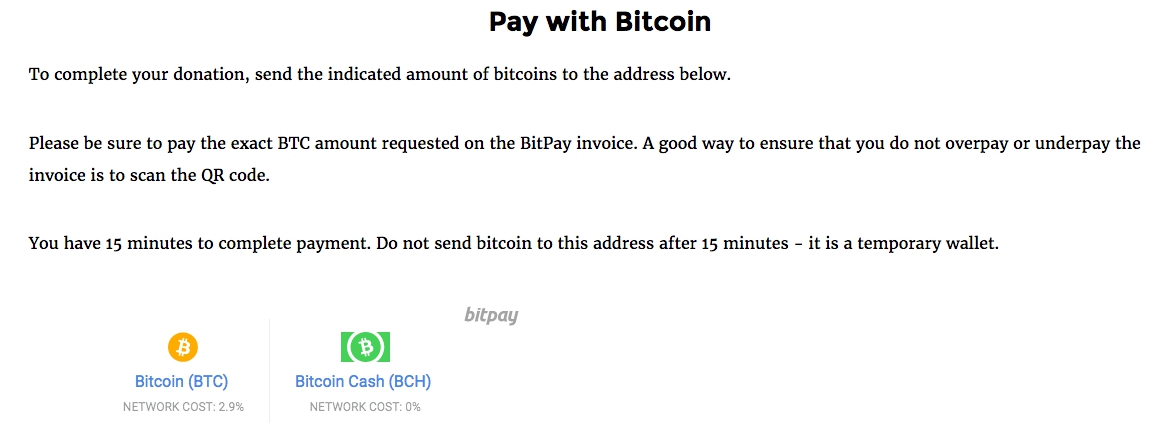 Pay with Bitcoin
To complete your donation, send the indicated amount of bitcoins to the address below.
Please be sure to pay the exact BTC amount requested on the BitPay invoice. A good way to ensure that you do not overpay or underpay the
invoice is to scan the QR code.
You have 15 minutes to complete payment. Do not send bitcoin to this address after 15 minutes - it is a temporary wallet.
bitpay
Bitcoin (BTC)
NETWORK COST: 2.9%
Bitcoin Cash (BCH)
NETWORK COST: 0%